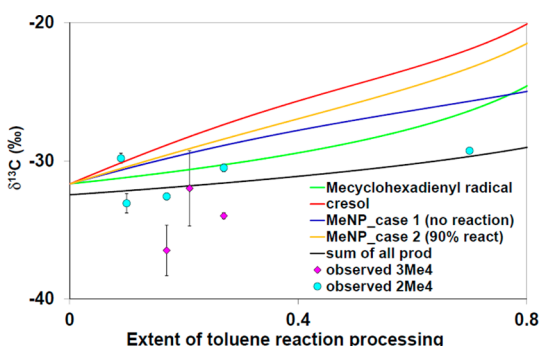 -20
-30
-40
δ¹³C (‰)
Mecyclohexadienyl radical
cresol
MeNP_case 1 (no reaction)
MeNP_case 2 (90% react)
sum of all prod
observed 3Me4
observed 2Me4
0 0.4 0.8
Extent of toluene reaction processing